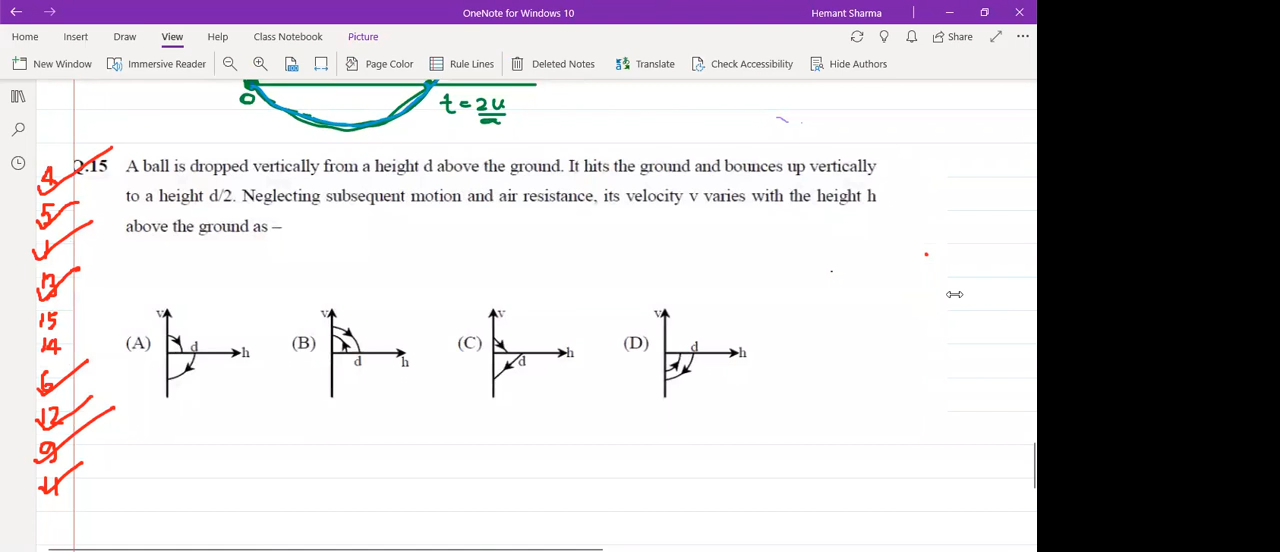 OneNote for Windows 10
Hemant Sharma
Home Insert Draw View Help Class Notebook Picture
Share
New Window Immersive Reader Page Color Rule Lines Deleted Notes Translate Check Accessibility Hide Authors
O
t = 2u
a
Q.15 A ball is dropped vertically from a height d above the ground. It hits the ground and bounces up vertically
to a height d/2. Neglecting subsequent motion and air resistance, its velocity v varies with the height h
above the ground as –
4
5
1
13
15
14
6
12
9
(A) v d h
(B) v d h
(C) v d h
(D) v d h